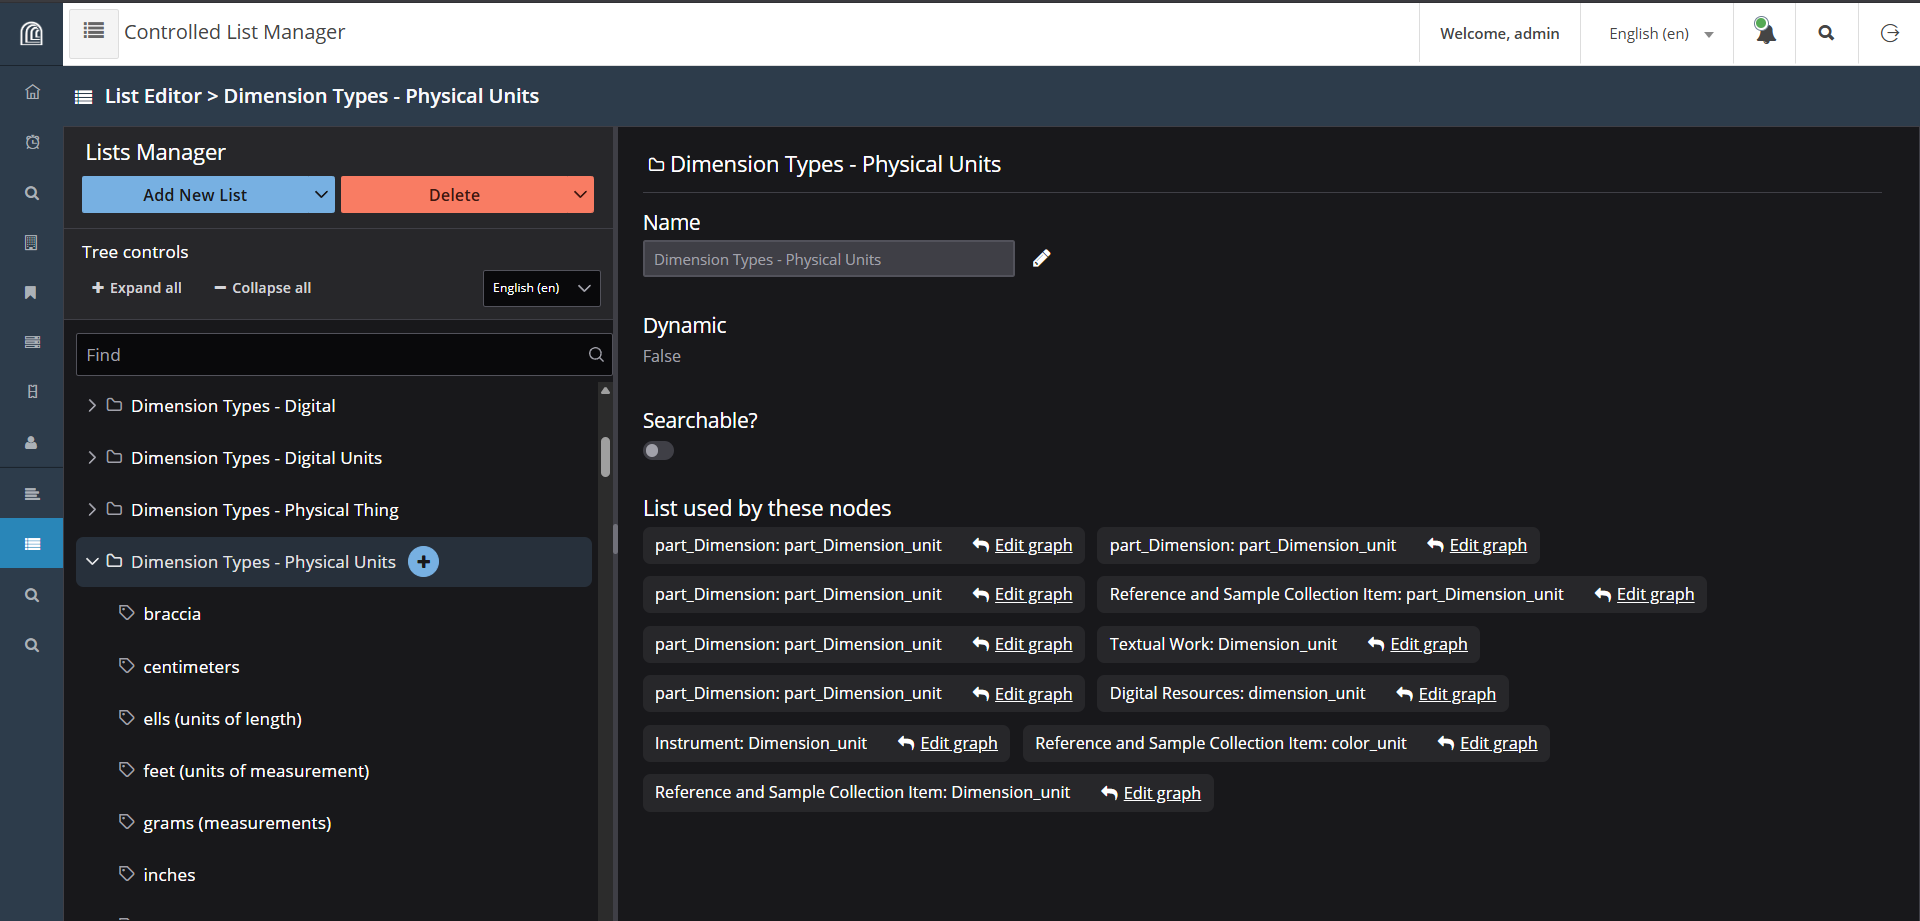 Controlled List Manager
Welcome, admin
English (en)
List Editor > Dimension Types - Physical Units
Lists Manager
Add New List
Delete
Tree controls
Expand all
Collapse all
English (en)
Find
Dimension Types - Digital
Dimension Types - Digital Units
Dimension Types - Physical Thing
Dimension Types - Physical Units
braccia
centimeters
ells (units of length)
feet (units of measurement)
grams (measurements)
inches
Dimension Types - Physical Units
Name
Dimension Types - Physical Units
Dynamic
False
Searchable?
List used by these nodes
part_Dimension: part_Dimension_unit Edit graph part_Dimension: part_Dimension_unit Edit graph
part_Dimension: part_Dimension_unit Edit graph Reference and Sample Collection Item: part_Dimension_unit Edit graph
part_Dimension: part_Dimension_unit Edit graph Textual Work: Dimension_unit Edit graph
part_Dimension: part_Dimension_unit Edit graph Digital Resources: dimension_unit Edit graph
Instrument: Dimension_unit Edit graph Reference and Sample Collection Item: color_unit Edit graph
Reference and Sample Collection Item: Dimension_unit Edit graph